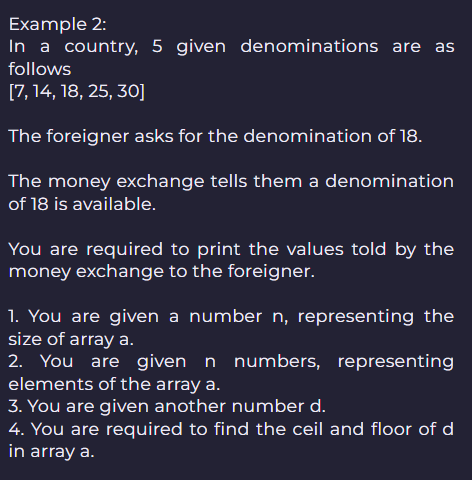 Example 2:
In a country, 5 given denominations are as
follows
[7, 14, 18, 25, 30]
The foreigner asks for the denomination of 18.
The money exchange tells them a denomination
of 18 is available.
You are required to print the values told by the
money exchange to the foreigner.
1. You are given a number n, representing the
size of array a.
2. You are given n numbers, representing
elements of the array a.
3. You are given another number d.
4. You are required to find the ceil and floor of d
in array a.